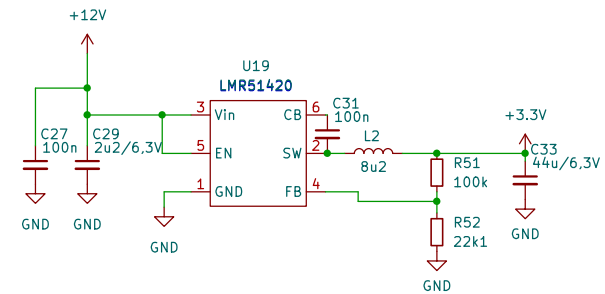 +12V
U19
LMR51420
C27
100n
C29
2u2/6,3V
3
Vin
5
EN
1
GND
CB
6
SW
2
FB
4
C31
100n
L2
8u2
+3.3V
C33
44u/6,3V
R51
100k
R52
22k1
GND
GND
GND
GND
GND